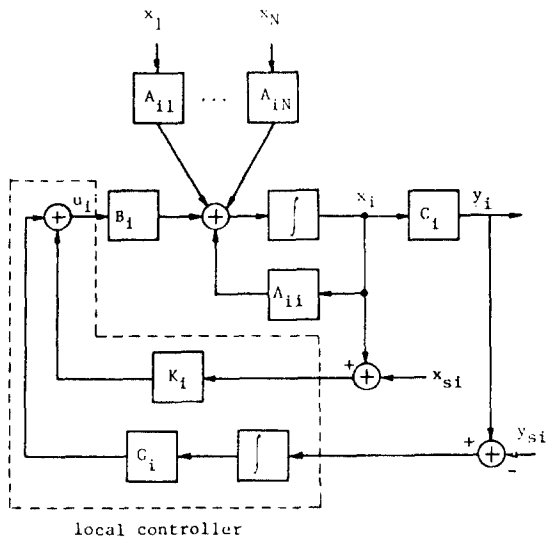 x1 xN
Ai1 ... AiN
ui Bi + + ∫ xi Ci yi
Aii
Ki + + xsi
Gi ∫ + + ysi
-
local controller